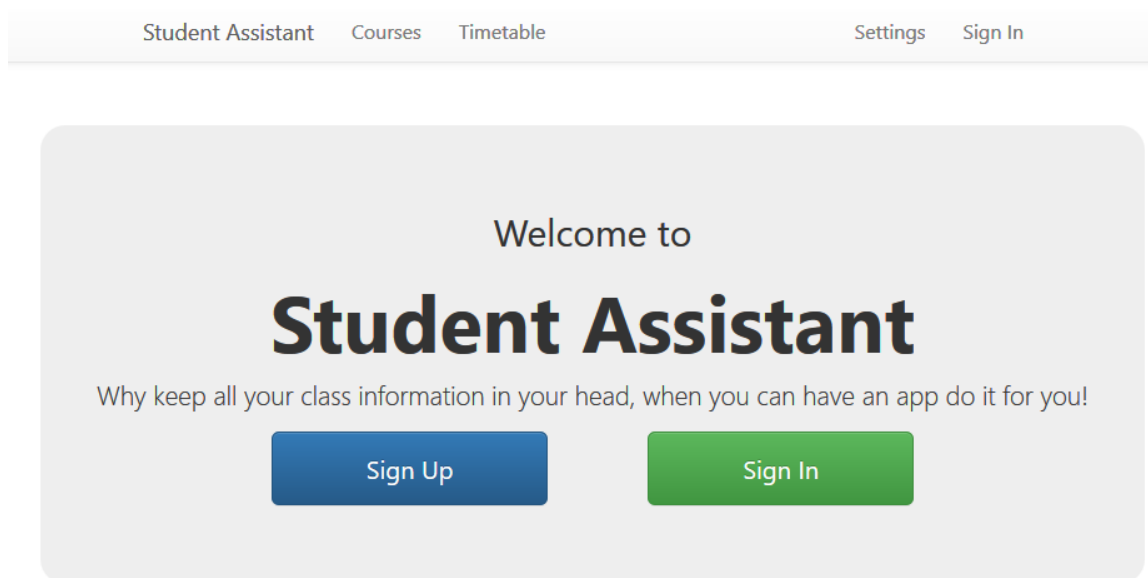 Student Assistant Courses Timetable Settings Sign In
Welcome to
Student Assistant
Why keep all your class information in your head, when you can have an app do it for you!
Sign Up Sign In